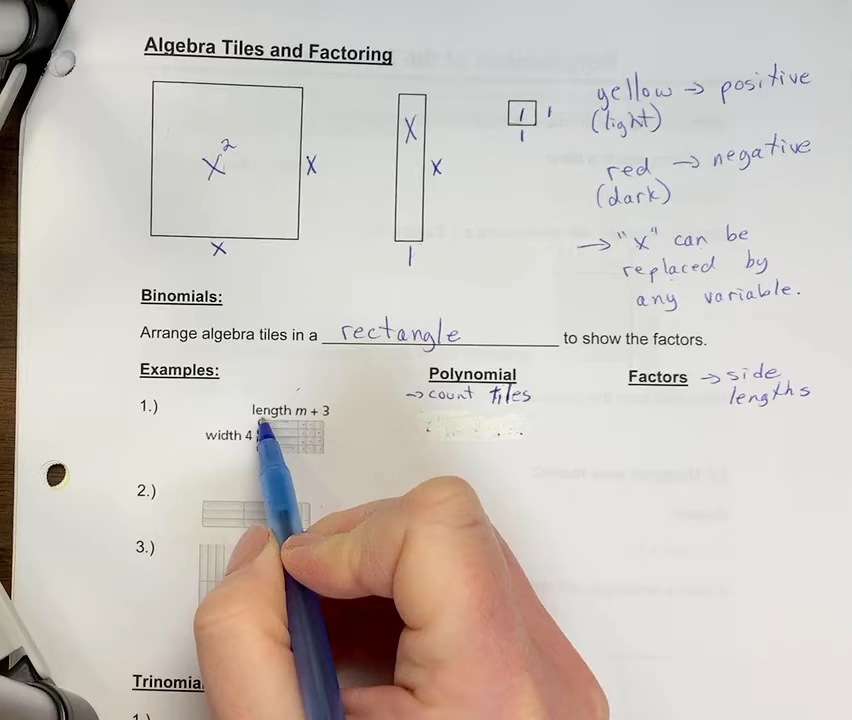 Algebra Tiles and Factoring
x²
x
x
x
x
1
1
1
1
yellow → positive
(light)
red → negative
(dark)
→ "x" can be
replaced by
any variable.
Binomials:
Arrange algebra tiles in a rectangle to show the factors.
Examples:
Polynomial
→ count tiles
Factors → side
lengths
1.)
length m + 3
width 4
2.)
3.)
Trinomia
1.)